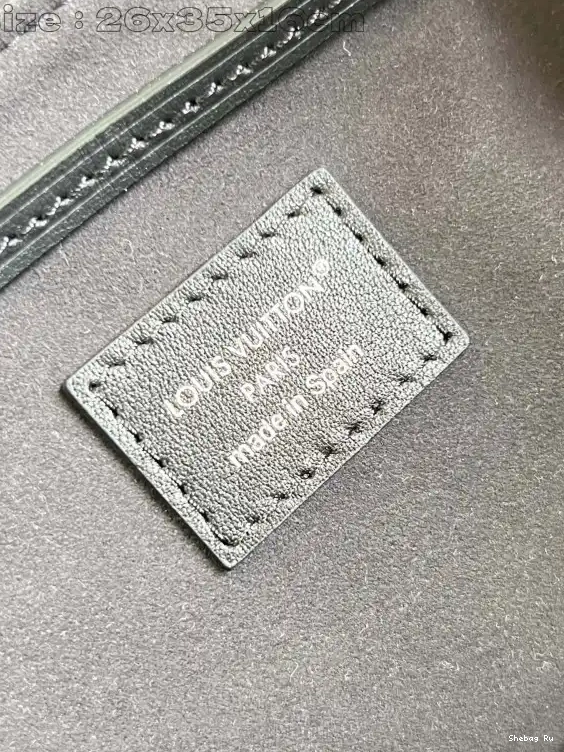 ize : 26x35x16cm
LOUIS VUITTON®
PARIS
made in Spain
Shebag Ru